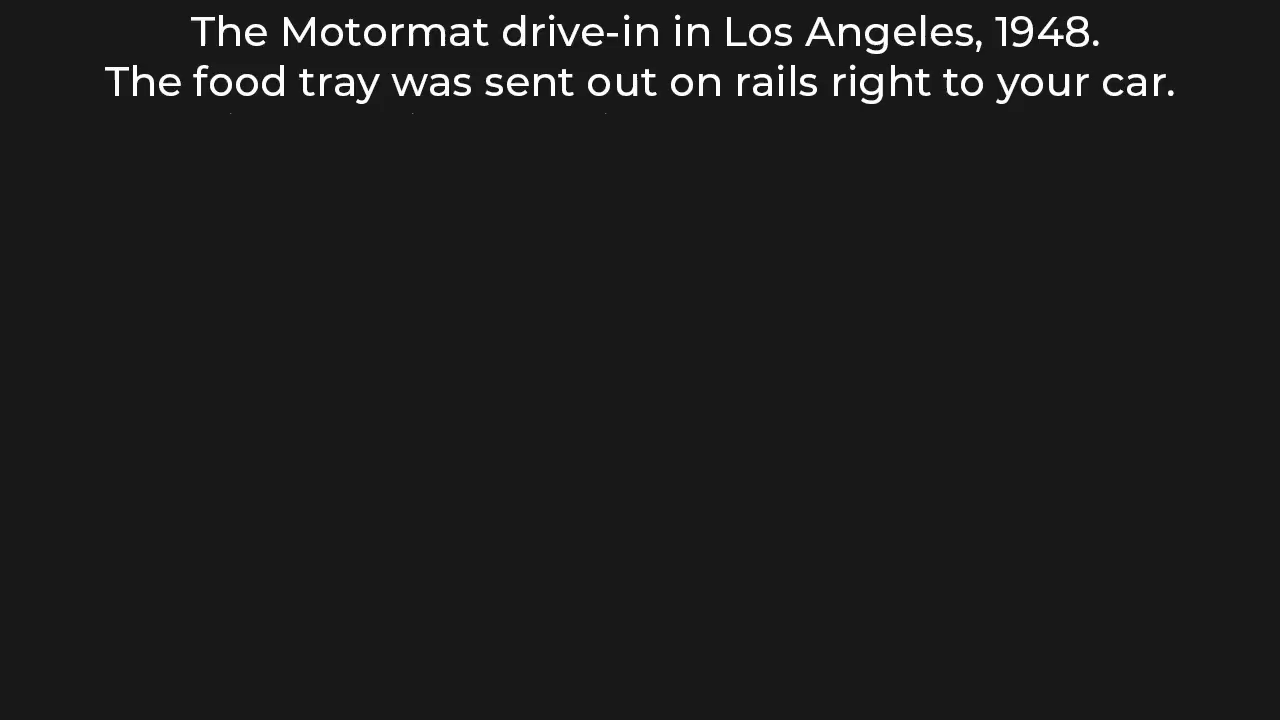 The Motormat drive-in in Los Angeles, 1948.
The food tray was sent out on rails right to your car.